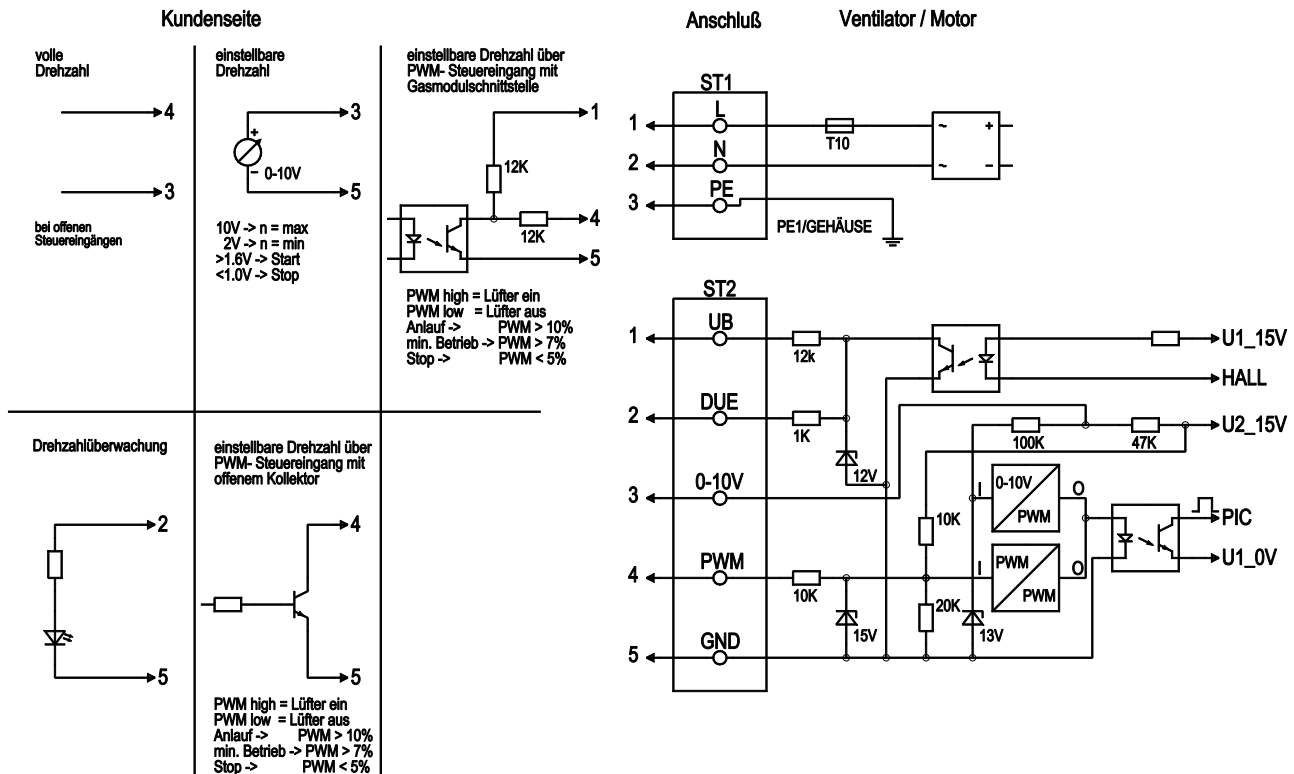 Kundenseite
Anschluß
Ventilator / Motor
volle
Drehzahl
4
3
bei offenen
Steuereingängen
einstellbare
Drehzahl
3
+
0-10V
−
5
10V -> n = max
2V -> n = min
>1.6V -> Start
<1.0V -> Stop
einstellbare Drehzahl über
PWM- Steuereingang mit
Gasmodulschnittstelle
1
12K
4
12K
5
PWM high = Lüfter ein
PWM low = Lüfter aus
Anlauf -> PWM > 10%
min. Betrieb -> PWM > 7%
Stop -> PWM < 5%
Drehzahlüberwachung
2
5
einstellbare Drehzahl über
PWM- Steuereingang mit
offenem Kollektor
4
5
PWM high = Lüfter ein
PWM low = Lüfter aus
Anlauf -> PWM > 10%
min. Betrieb -> PWM > 7%
Stop -> PWM < 5%
ST1
1
L
T10
~
+
2
N
~
−
3
PE
PE1/GEHÄUSE
ST2
1
UB
12k
U1_15V
HALL
2
DUE
1K
12V
100K
47K
U2_15V
3
0-10V
10K
I
0-10V
PWM
O
PIC
U1_0V
4
PWM
10K
I
PWM
PWM
O
15V
20K
13V
5
GND